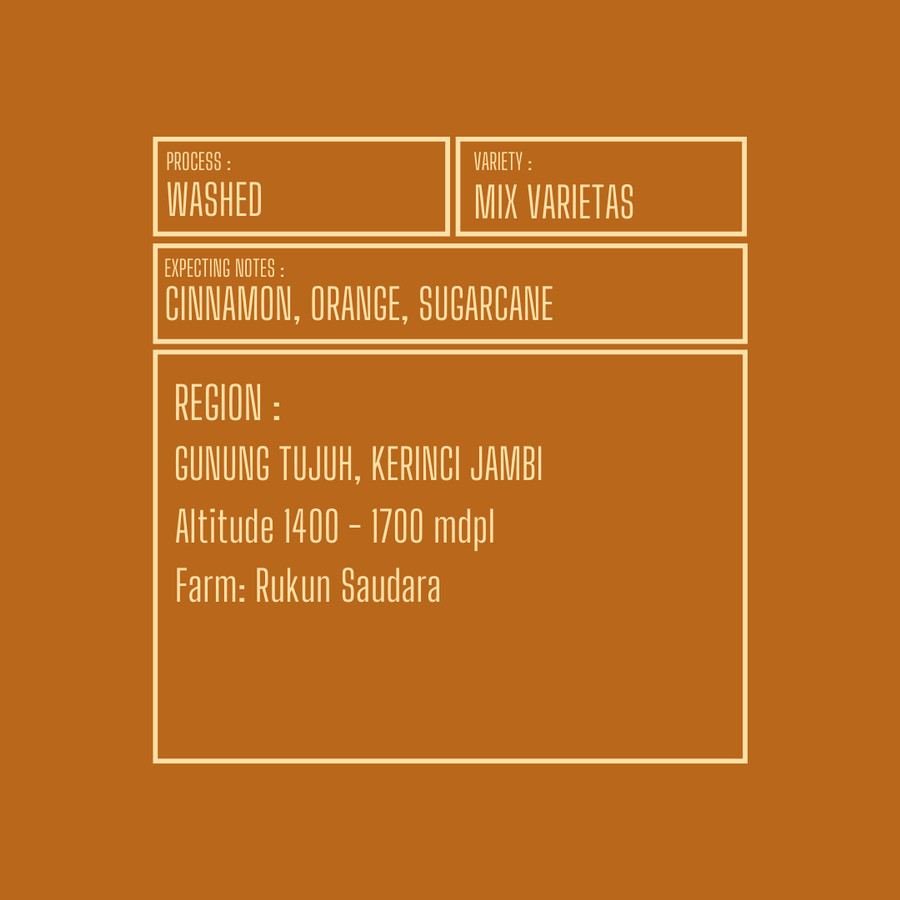 PROCESS :
WASHED
VARIETY :
MIX VARIETAS
EXPECTING NOTES :
CINNAMON, ORANGE, SUGARCANE
REGION :
GUNUNG TUJUH, KERINCI JAMBI
Altitude 1400 - 1700 mdpl
Farm: Rukun Saudara